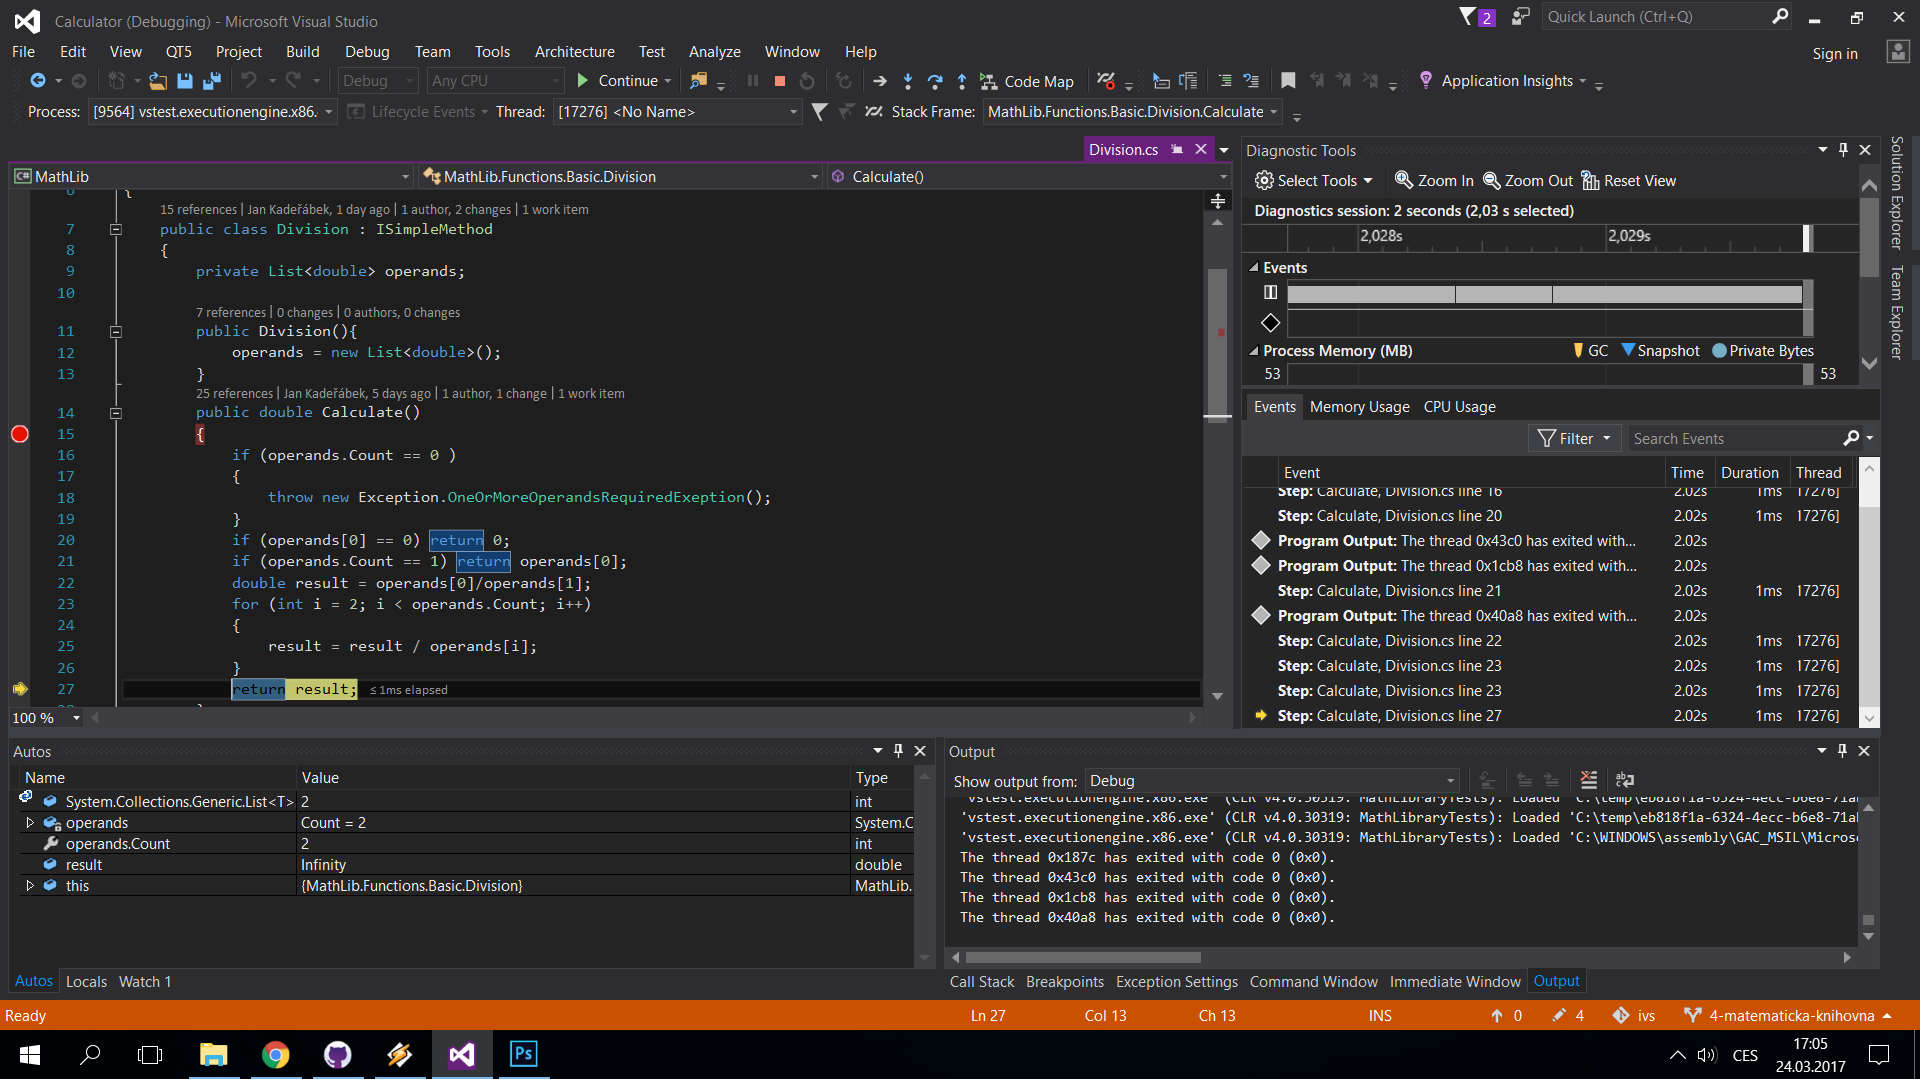 Calculator (Debugging) - Microsoft Visual Studio
2
Quick Launch (Ctrl+Q)
File Edit View QT5 Project Build Debug Team Tools Architecture Test Analyze Window Help
Sign in
Debug Any CPU Continue Code Map Application Insights
Process: [9564] vstest.executionengine.x86. Lifecycle Events Thread: [17276] <No Name> Stack Frame: MathLib.Functions.Basic.Division.Calculate
Division.cs
C# MathLib MathLib.Functions.Basic.Division Calculate()
6 {
15 references | Jan Kadeřábek, 1 day ago | 1 author, 2 changes | 1 work item
7 public class Division : ISimpleMethod
8 {
9 private List<double> operands;
10
7 references | 0 changes | 0 authors, 0 changes
11 public Division(){
12 operands = new List<double>();
13 }
25 references | Jan Kadeřábek, 5 days ago | 1 author, 1 change | 1 work item
14 public double Calculate()
15 {
16 if (operands.Count == 0 )
17 {
18 throw new Exception.OneOrMoreOperandsRequiredExeption();
19 }
20 if (operands[0] == 0) return 0;
21 if (operands.Count == 1) return operands[0];
22 double result = operands[0]/operands[1];
23 for (int i = 2; i < operands.Count; i++)
24 {
25 result = result / operands[i];
26 }
27 return result; ≤ 1ms elapsed
28 }
100 %
Diagnostic Tools
Select Tools Zoom In Zoom Out Reset View
Diagnostics session: 2 seconds (2,03 s selected)
2,028s 2,029s
Events
Process Memory (MB) GC Snapshot Private Bytes
53 53
Events Memory Usage CPU Usage
Filter Search Events
Event Time Duration Thread
Step: Calculate, Division.cs line 16 2.02s 1ms 17276]
Step: Calculate, Division.cs line 20 2.02s 1ms 17276]
Program Output: The thread 0x43c0 has exited with... 2.02s
Program Output: The thread 0x1cb8 has exited with... 2.02s
Step: Calculate, Division.cs line 21 2.02s 1ms 17276]
Program Output: The thread 0x40a8 has exited with... 2.02s
Step: Calculate, Division.cs line 22 2.02s 1ms 17276]
Step: Calculate, Division.cs line 23 2.02s 1ms 17276]
Step: Calculate, Division.cs line 23 2.02s 1ms 17276]
Step: Calculate, Division.cs line 27 2.02s 1ms 17276]
Solution Explorer
Team Explorer
Autos
Name Value Type
System.Collections.Generic.List<T> 2 int
operands Count = 2 System.C
operands.Count 2 int
result Infinity double
this {MathLib.Functions.Basic.Division} MathLib.
Autos Locals Watch 1
Output
Show output from: Debug
'vstest.executionengine.x86.exe' (CLR v4.0.30319: MathLibraryTests): Loaded 'C:\temp\eb818f1a-6324-4ecc-b6e8-71a
'vstest.executionengine.x86.exe' (CLR v4.0.30319: MathLibraryTests): Loaded 'C:\temp\eb818f1a-6324-4ecc-b6e8-71a
'vstest.executionengine.x86.exe' (CLR v4.0.30319: MathLibraryTests): Loaded 'C:\WINDOWS\assembly\GAC_MSIL\Micros
The thread 0x187c has exited with code 0 (0x0).
The thread 0x43c0 has exited with code 0 (0x0).
The thread 0x1cb8 has exited with code 0 (0x0).
The thread 0x40a8 has exited with code 0 (0x0).
Call Stack Breakpoints Exception Settings Command Window Immediate Window Output
Ready Ln 27 Col 13 Ch 13 INS 0 4 ivs 4-matematicka-knihovna
Ps
CES
17:05
24.03.2017